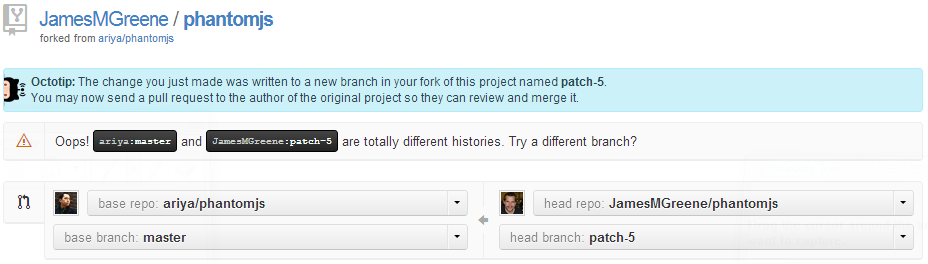 JamesMGreene / phantomjs
forked from ariya/phantomjs
Octotip: The change you just made was written to a new branch in your fork of this project named patch-5.
You may now send a pull request to the author of the original project so they can review and merge it.
Oops! ariya:master and JamesMGreene:patch-5 are totally different histories. Try a different branch?
base repo: ariya/phantomjs
head repo: JamesMGreene/phantomjs
base branch: master
head branch: patch-5